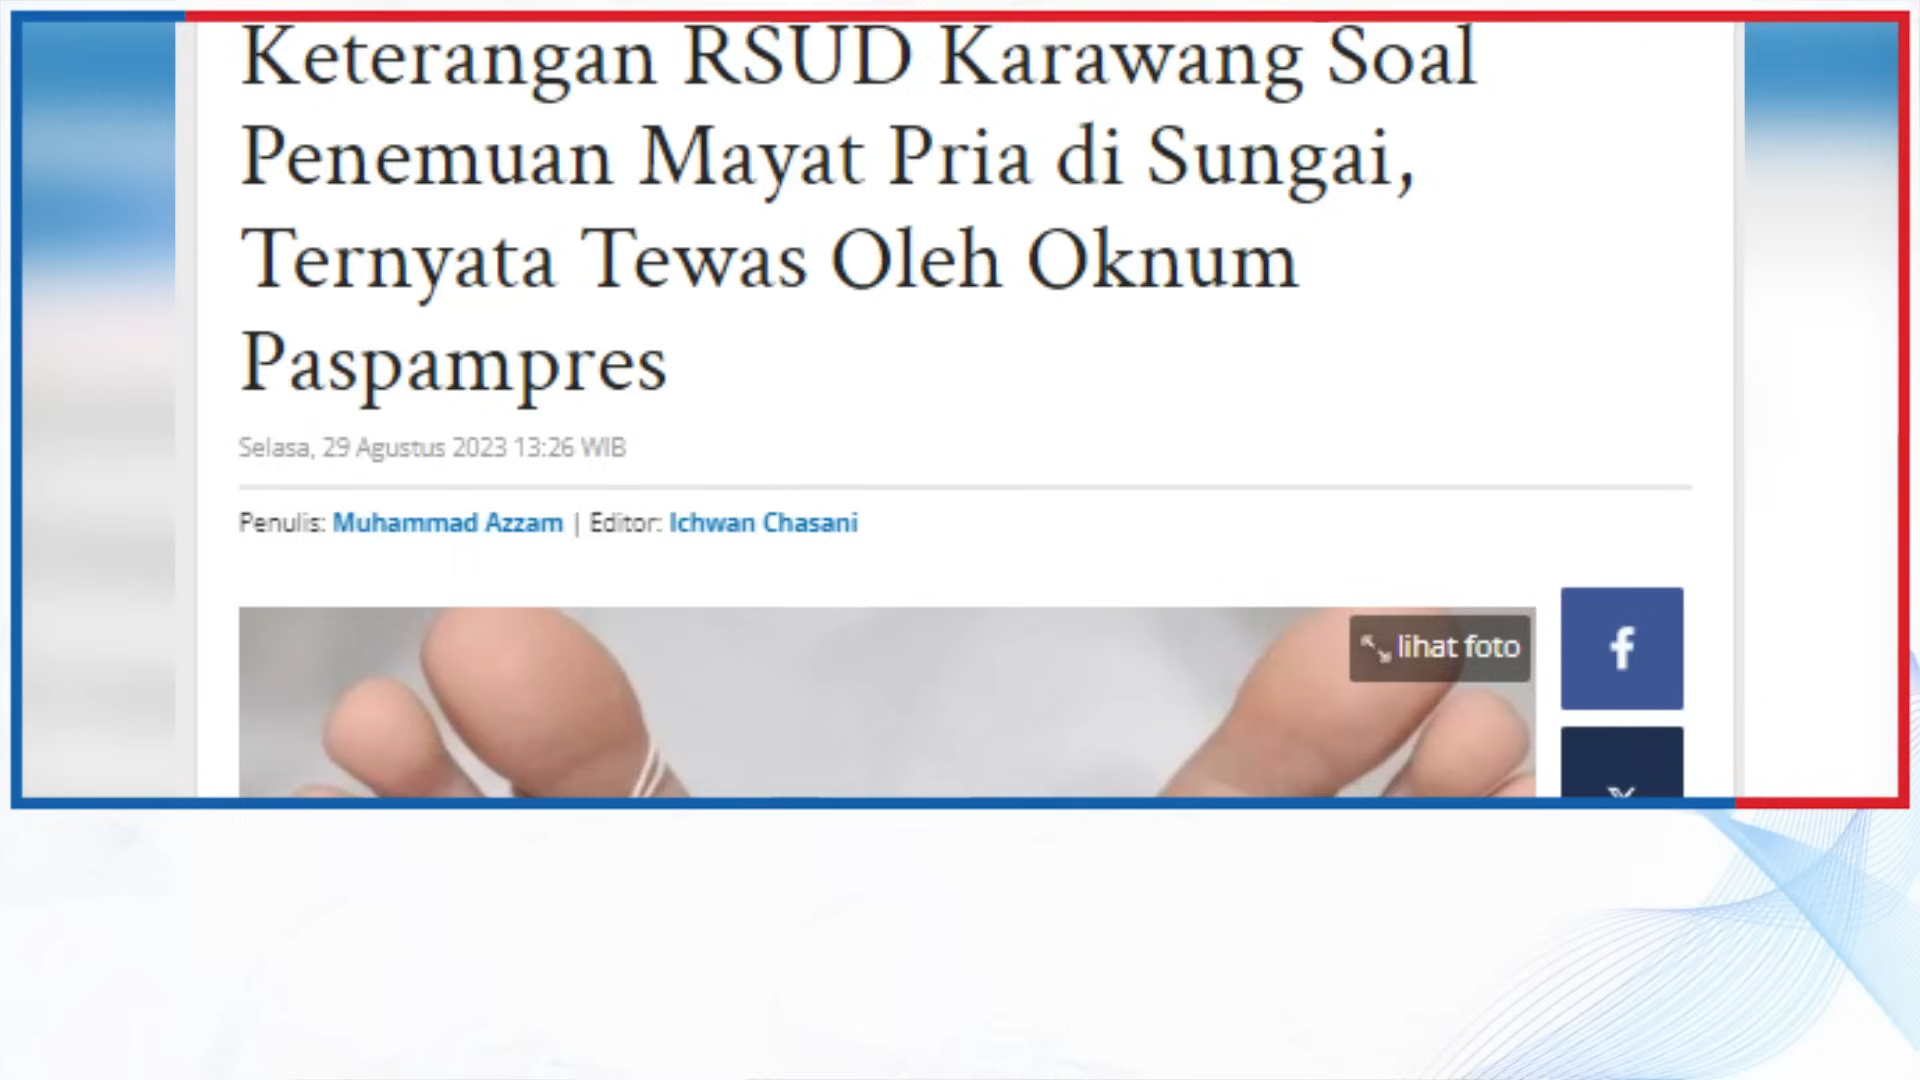 Keterangan RSUD Karawang Soal
Penemuan Mayat Pria di Sungai,
Ternyata Tewas Oleh Oknum
Paspampres
Selasa, 29 Agustus 2023 13:26 WIB
Penulis: Muhammad Azzam | Editor: Ichwan Chasani
lihat foto